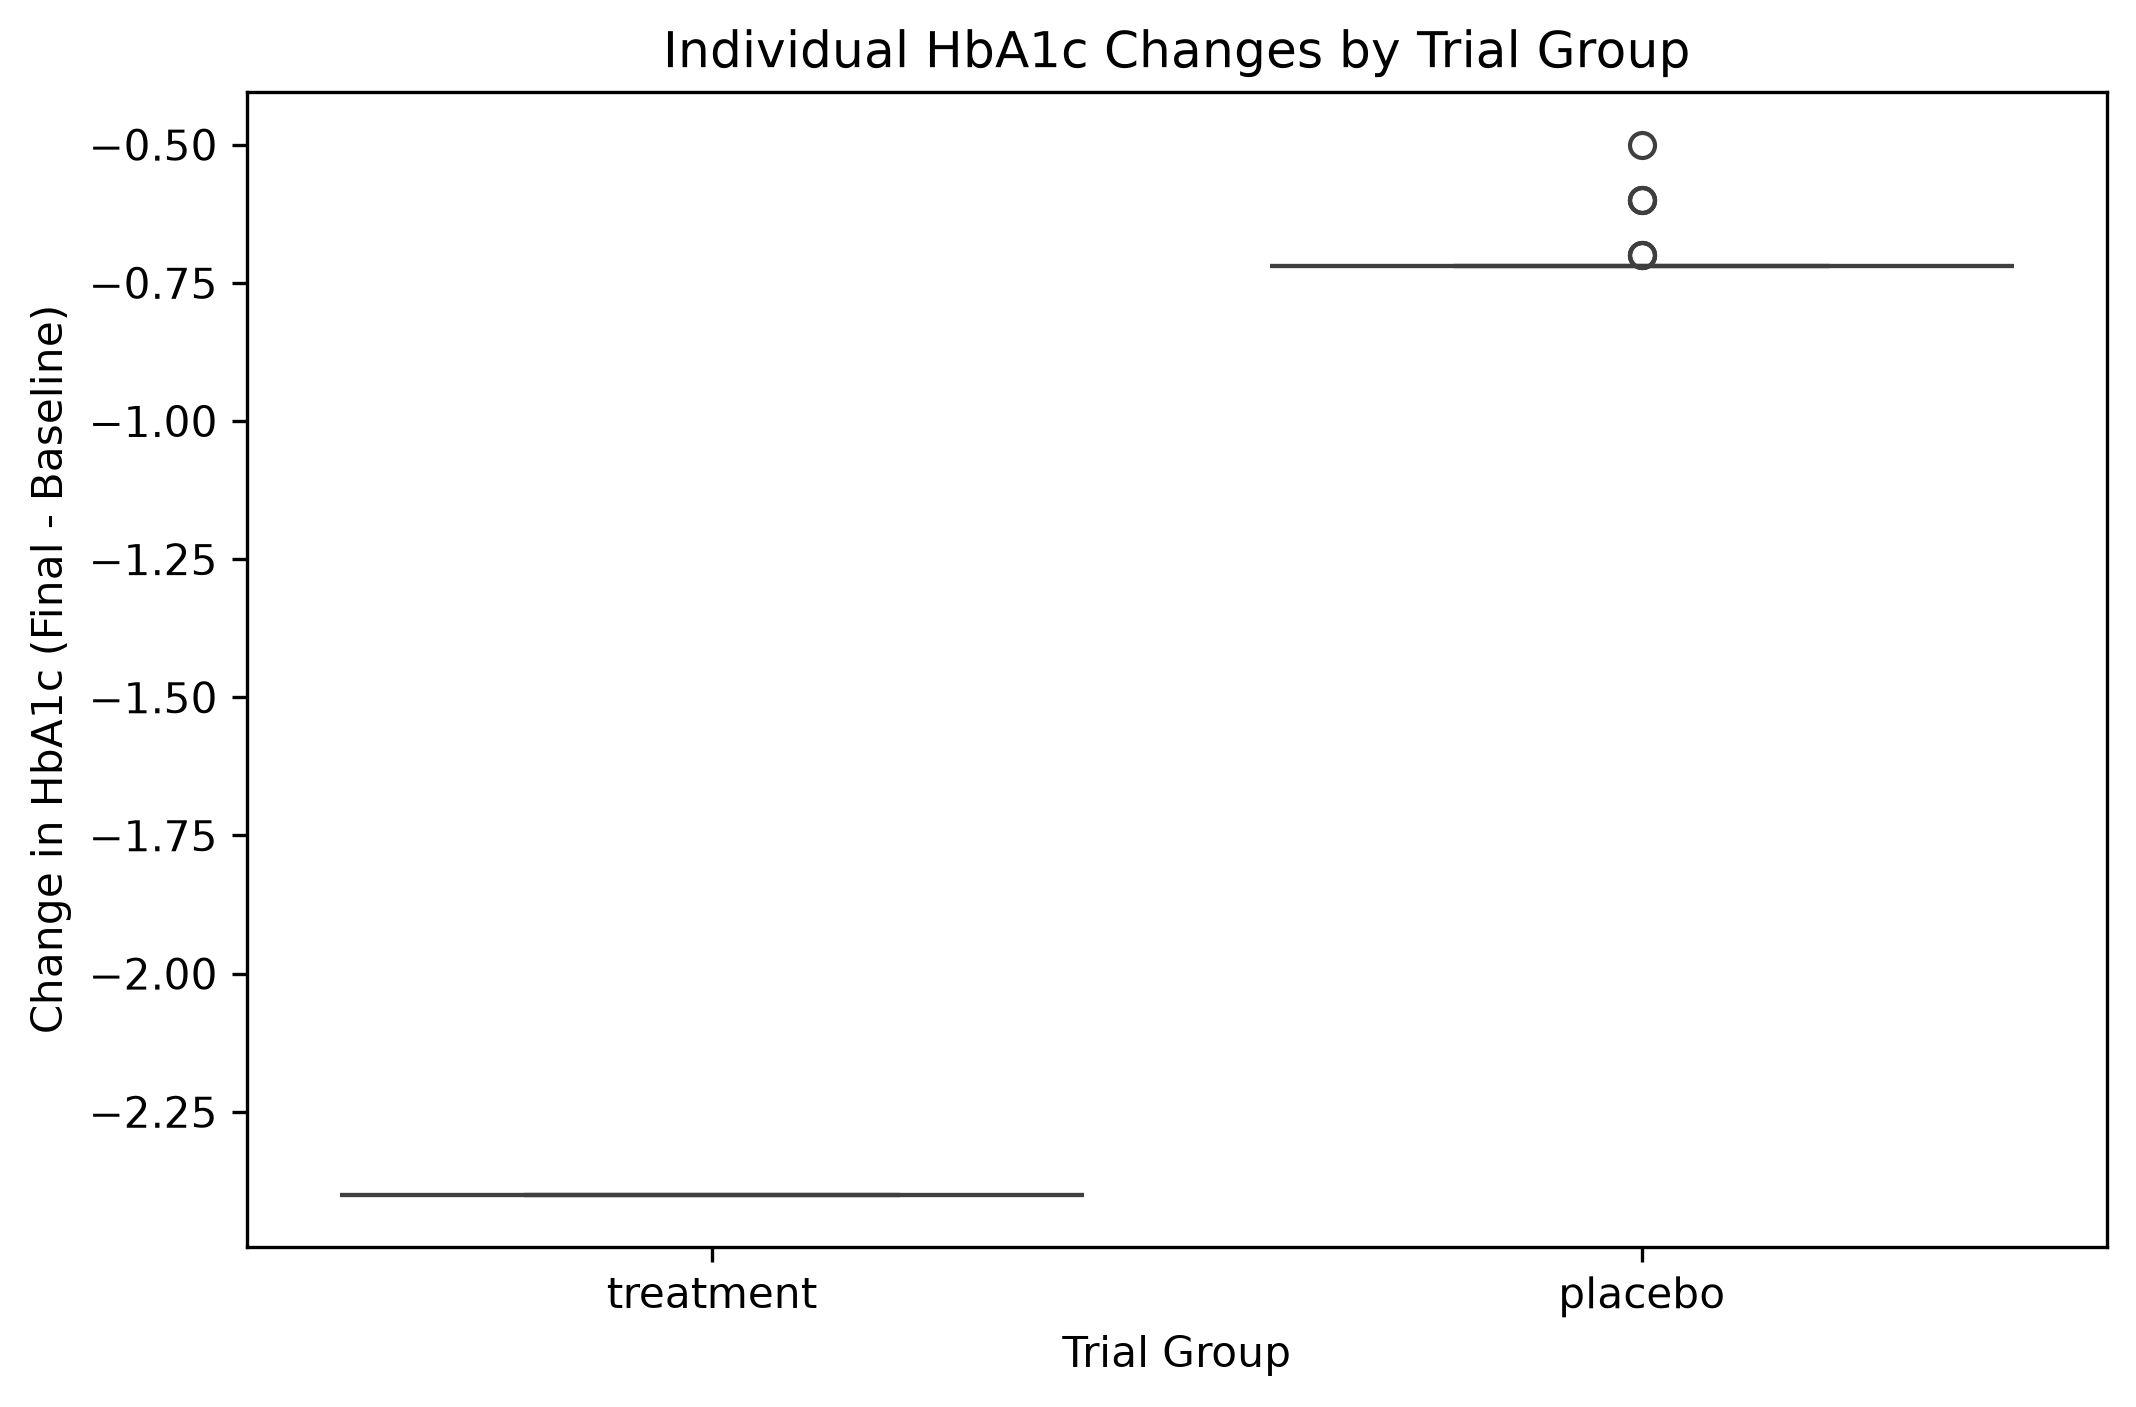 Individual HbA1c Changes by Trial Group
Change in HbA1c (Final - Baseline)
−0.50
−0.75
−1.00
−1.25
−1.50
−1.75
−2.00
−2.25
treatment
placebo
Trial Group